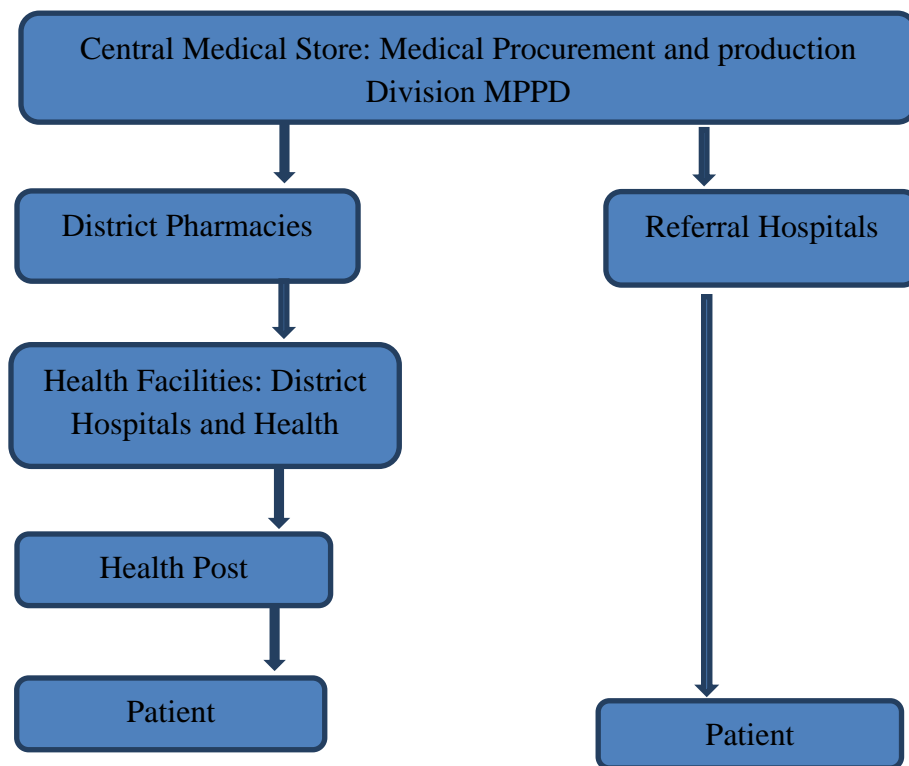 Central Medical Store: Medical Procurement and production
Division MPPD
District Pharmacies
Referral Hospitals
Health Facilities: District
Hospitals and Health
Health Post
Patient
Patient